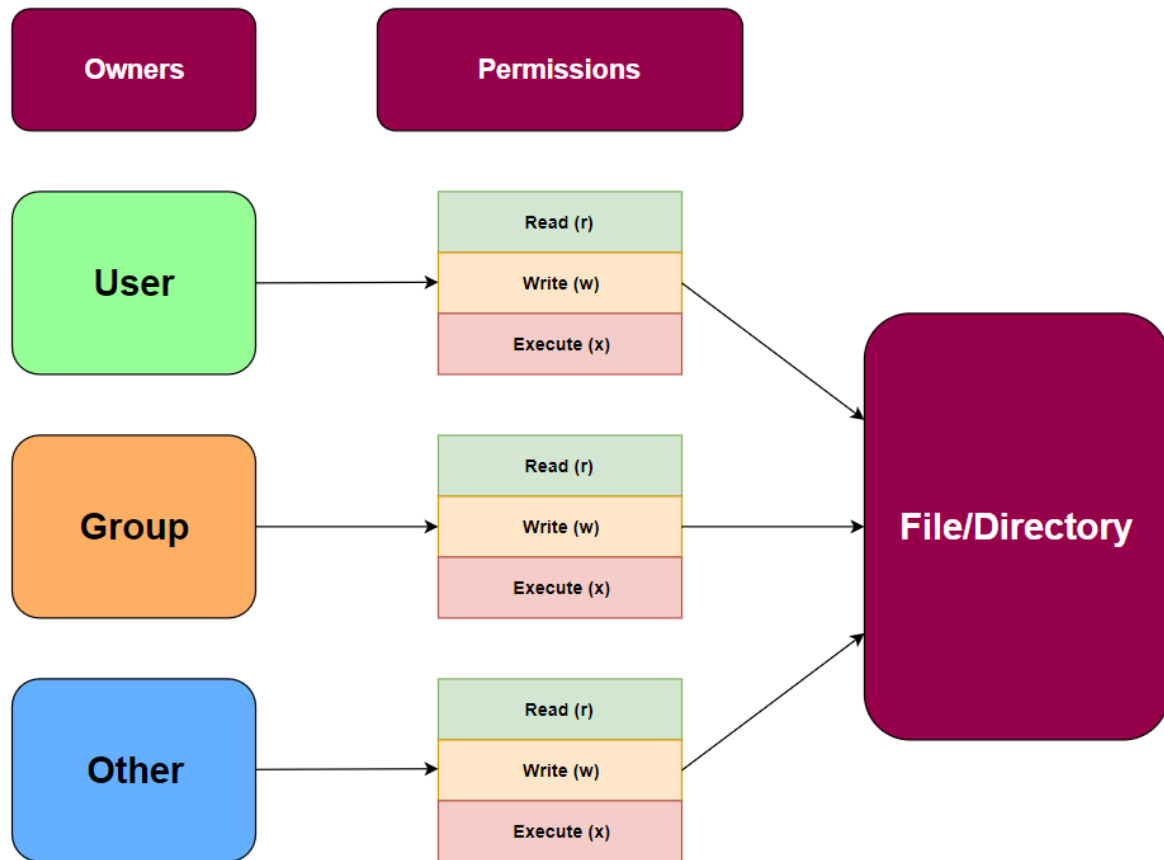 Owners
Permissions
User
Read (r)
Write (w)
Execute (x)
Group
Read (r)
Write (w)
Execute (x)
File/Directory
Other
Read (r)
Write (w)
Execute (x)